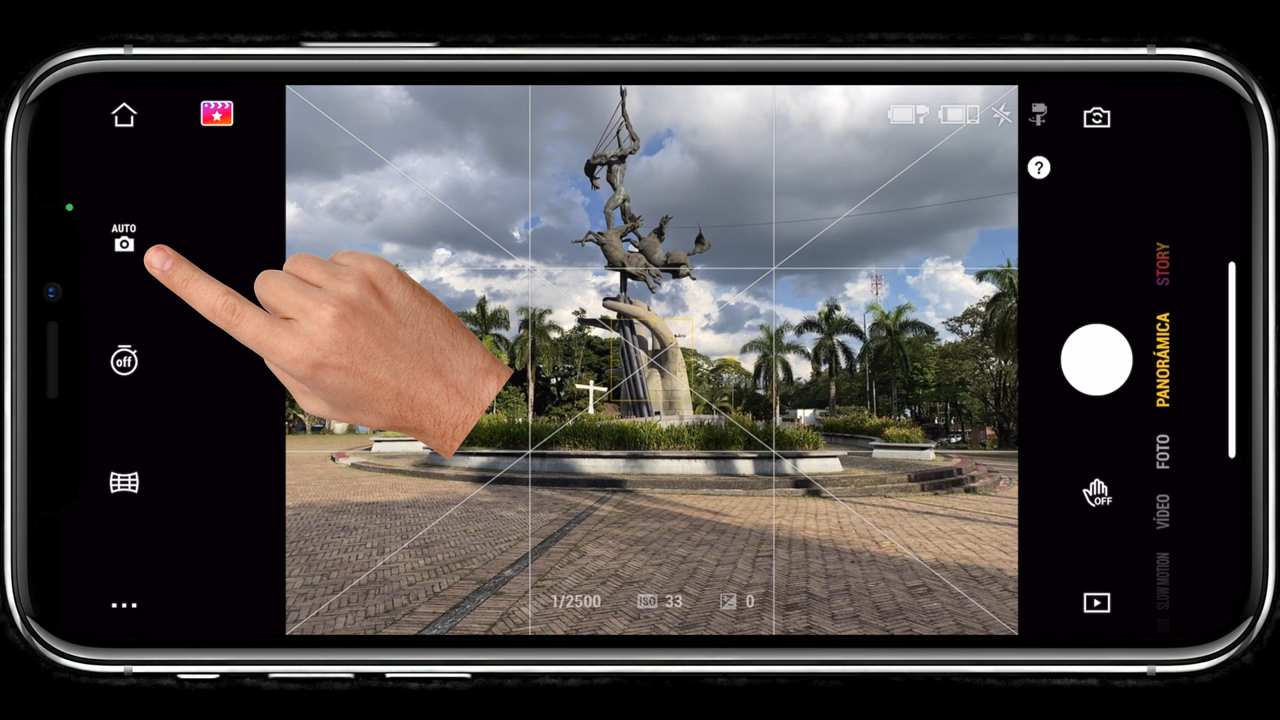 AUTO
off
1/2500
ISO 33
0
?
STORY
PANORÁMICA
FOTO
VÍDEO
SLOW MOTION
OFF